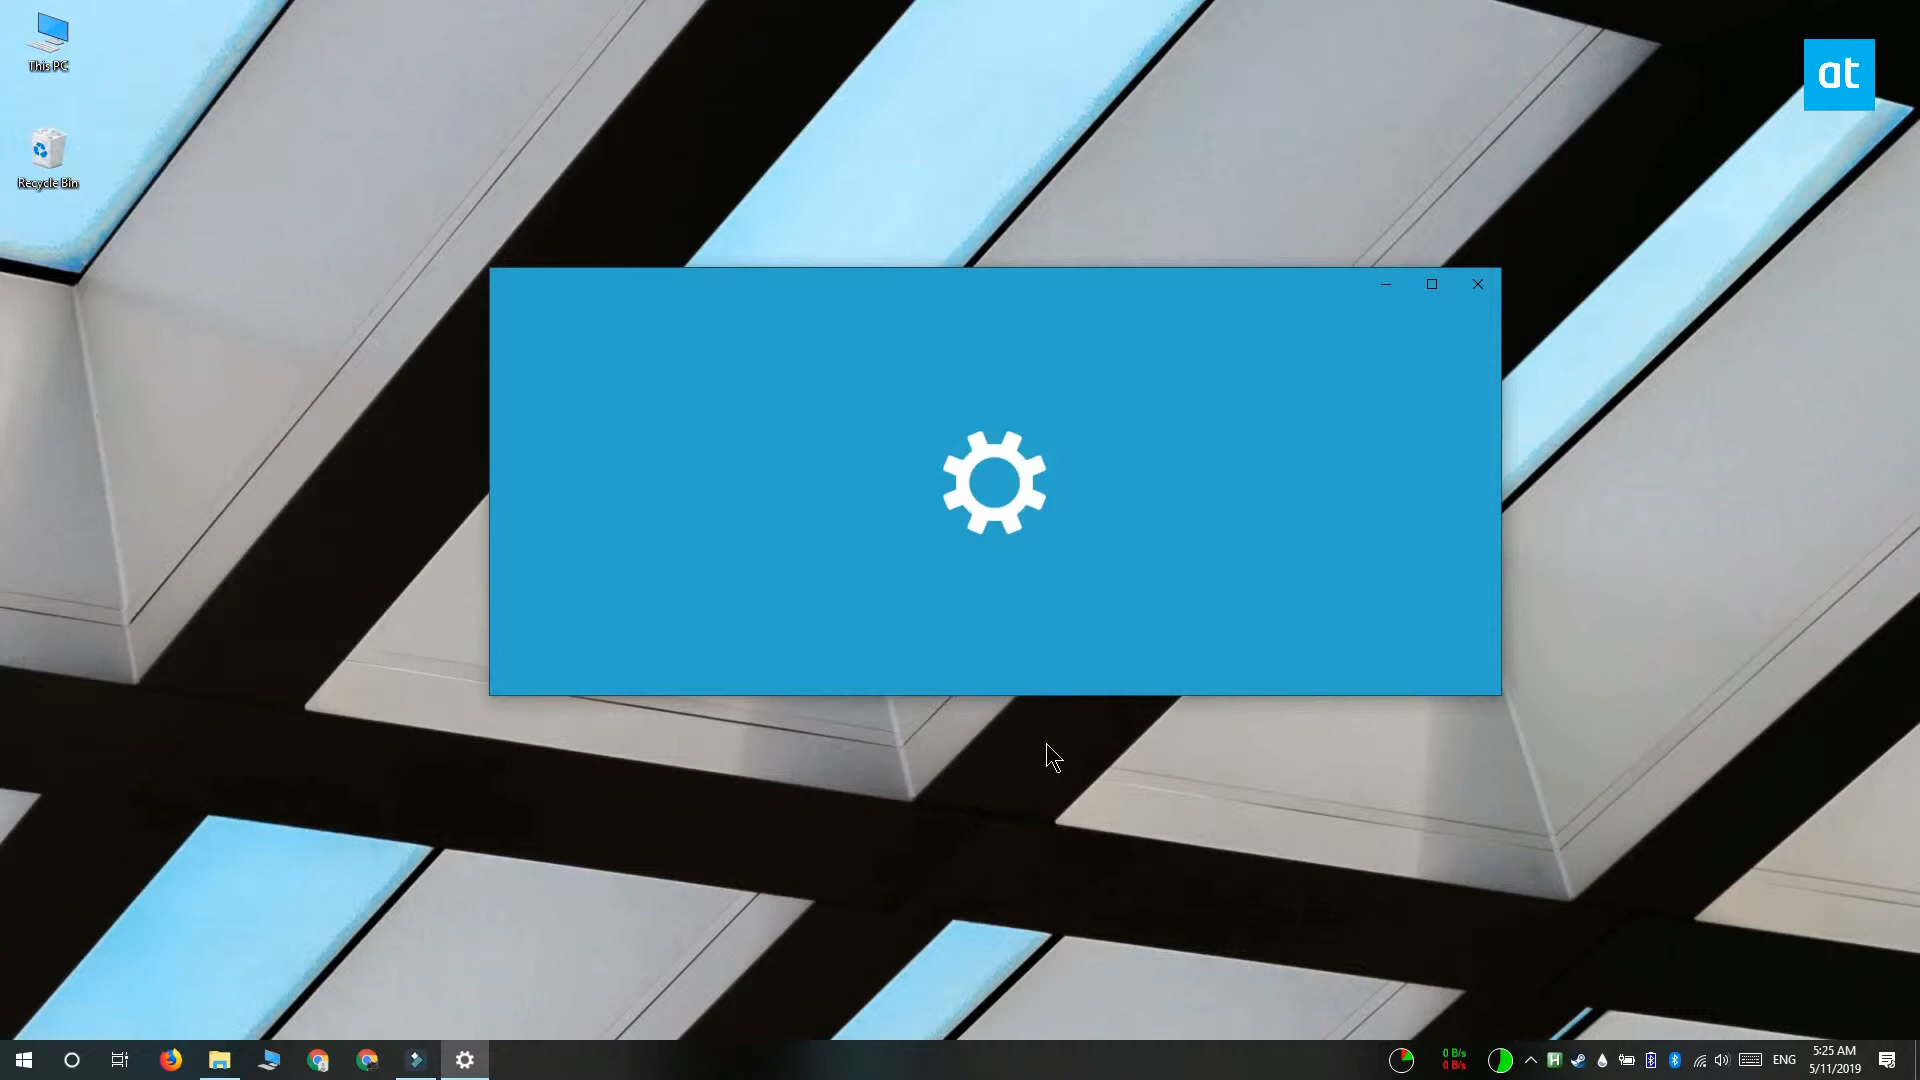 This PC
at
Recycle Bin
0 B/s
0 B/s
ENG
5:25 AM
5/11/2019